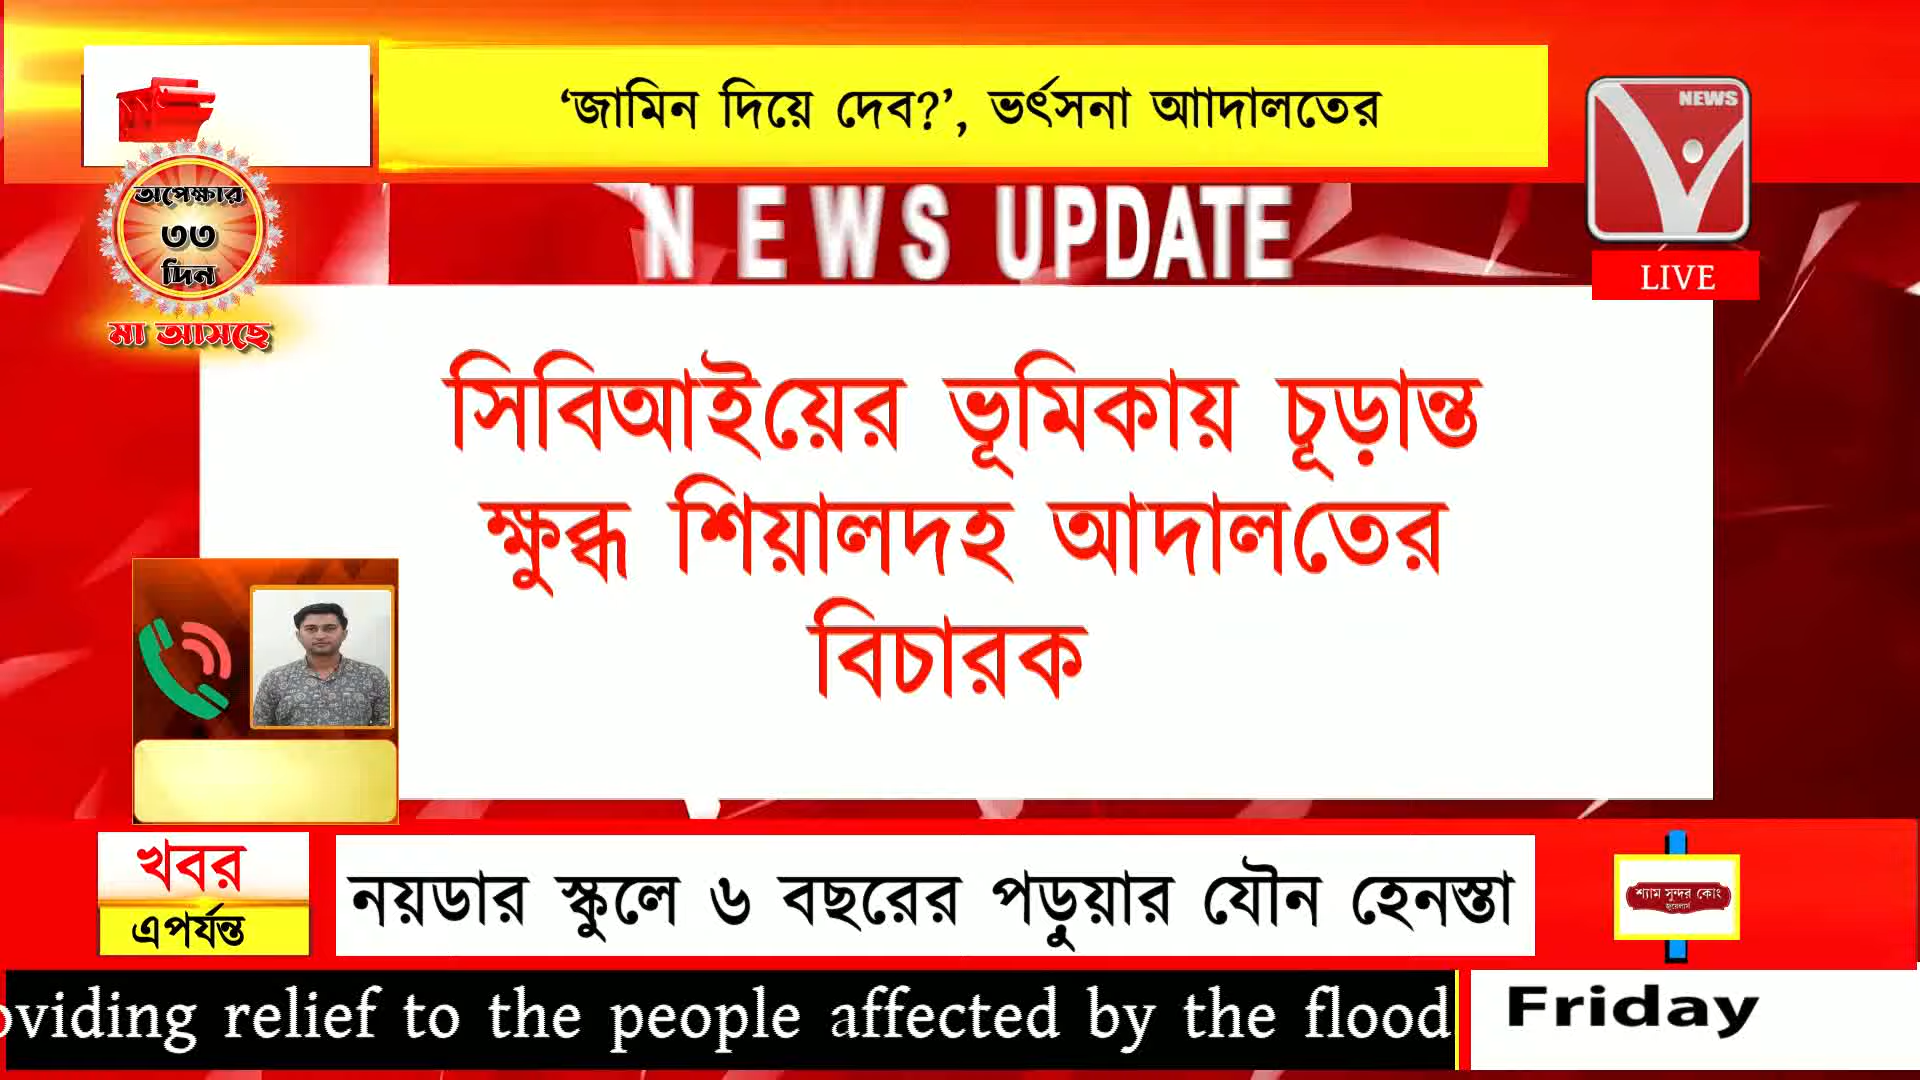 ‘জামিন দিয়ে দেব?’, ভর্ৎসনা আাদালতের
NEWS
অপেক্ষার
৩৩
দিন
মা আসছে
NEWS UPDATE
LIVE
সিবিআইয়ের ভূমিকায় চূড়ান্ত
ক্ষুব্ধ শিয়ালদহ আদালতের
বিচারক
খবর
এপর্যন্ত
নয়ডার স্কুলে ৬ বছরের পড়ুয়ার যৌন হেনস্তা
শ্যাম সুন্দর কোং
জুয়েলার্স
oviding relief to the people affected by the flood
Friday